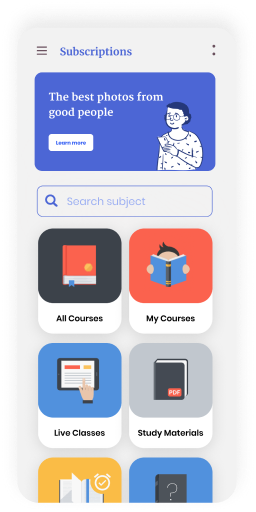 Subscriptions
The best photos from
good people
Learn more
Search subject
All Courses
My Courses
Live Classes
PDF
Study Materials
?